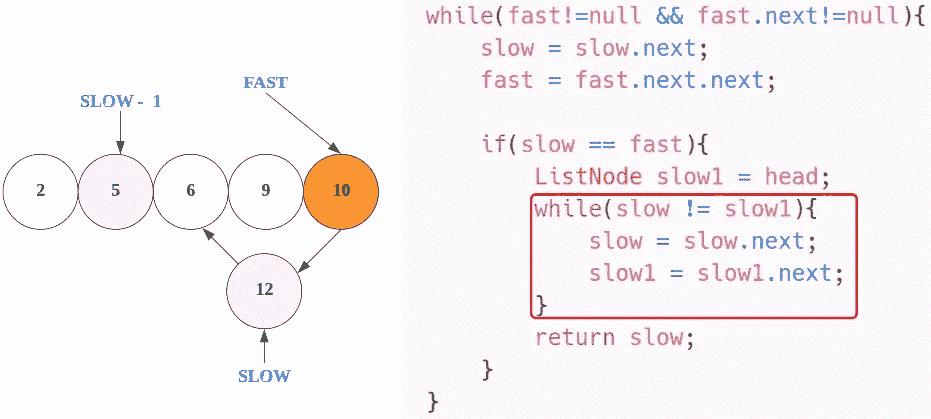 FAST
SLOW - 1
2
5
6
9
10
12
SLOW
while(fast!=null && fast.next!=null){
slow = slow.next;
fast = fast.next.next;
if(slow == fast){
ListNode slow1 = head;
while(slow != slow1){
slow = slow.next;
slow1 = slow1.next;
}
return slow;
}
}